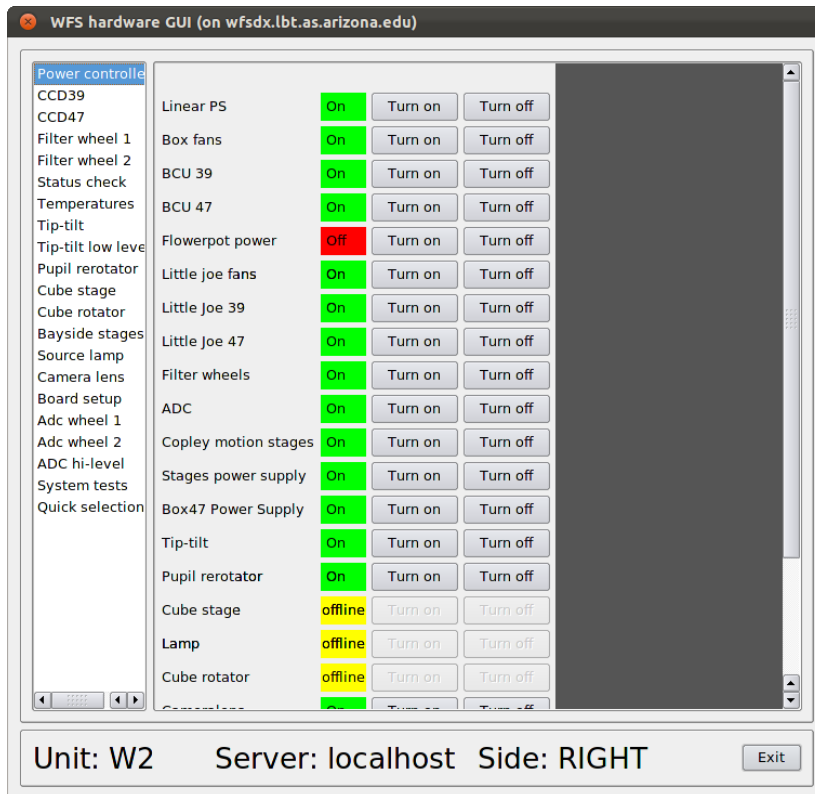 WFS hardware GUI (on wfsdx.lbt.as.arizona.edu)
Power controlle
CCD39
CCD47
Filter wheel 1
Filter wheel 2
Status check
Temperatures
Tip-tilt
Tip-tilt low leve
Pupil rerotator
Cube stage
Cube rotator
Bayside stages
Source lamp
Camera lens
Board setup
Adc wheel 1
Adc wheel 2
ADC hi-level
System tests
Quick selection
Linear PS On Turn on Turn off
Box fans On Turn on Turn off
BCU 39 On Turn on Turn off
BCU 47 On Turn on Turn off
Flowerpot power Off Turn on Turn off
Little joe fans On Turn on Turn off
Little Joe 39 On Turn on Turn off
Little Joe 47 On Turn on Turn off
Filter wheels On Turn on Turn off
ADC On Turn on Turn off
Copley motion stages On Turn on Turn off
Stages power supply On Turn on Turn off
Box47 Power Supply On Turn on Turn off
Tip-tilt On Turn on Turn off
Pupil rerotator On Turn on Turn off
Cube stage offline Turn on Turn off
Lamp offline Turn on Turn off
Cube rotator offline Turn on Turn off
On Turn on Turn off
Unit: W2 Server: localhost Side: RIGHT Exit